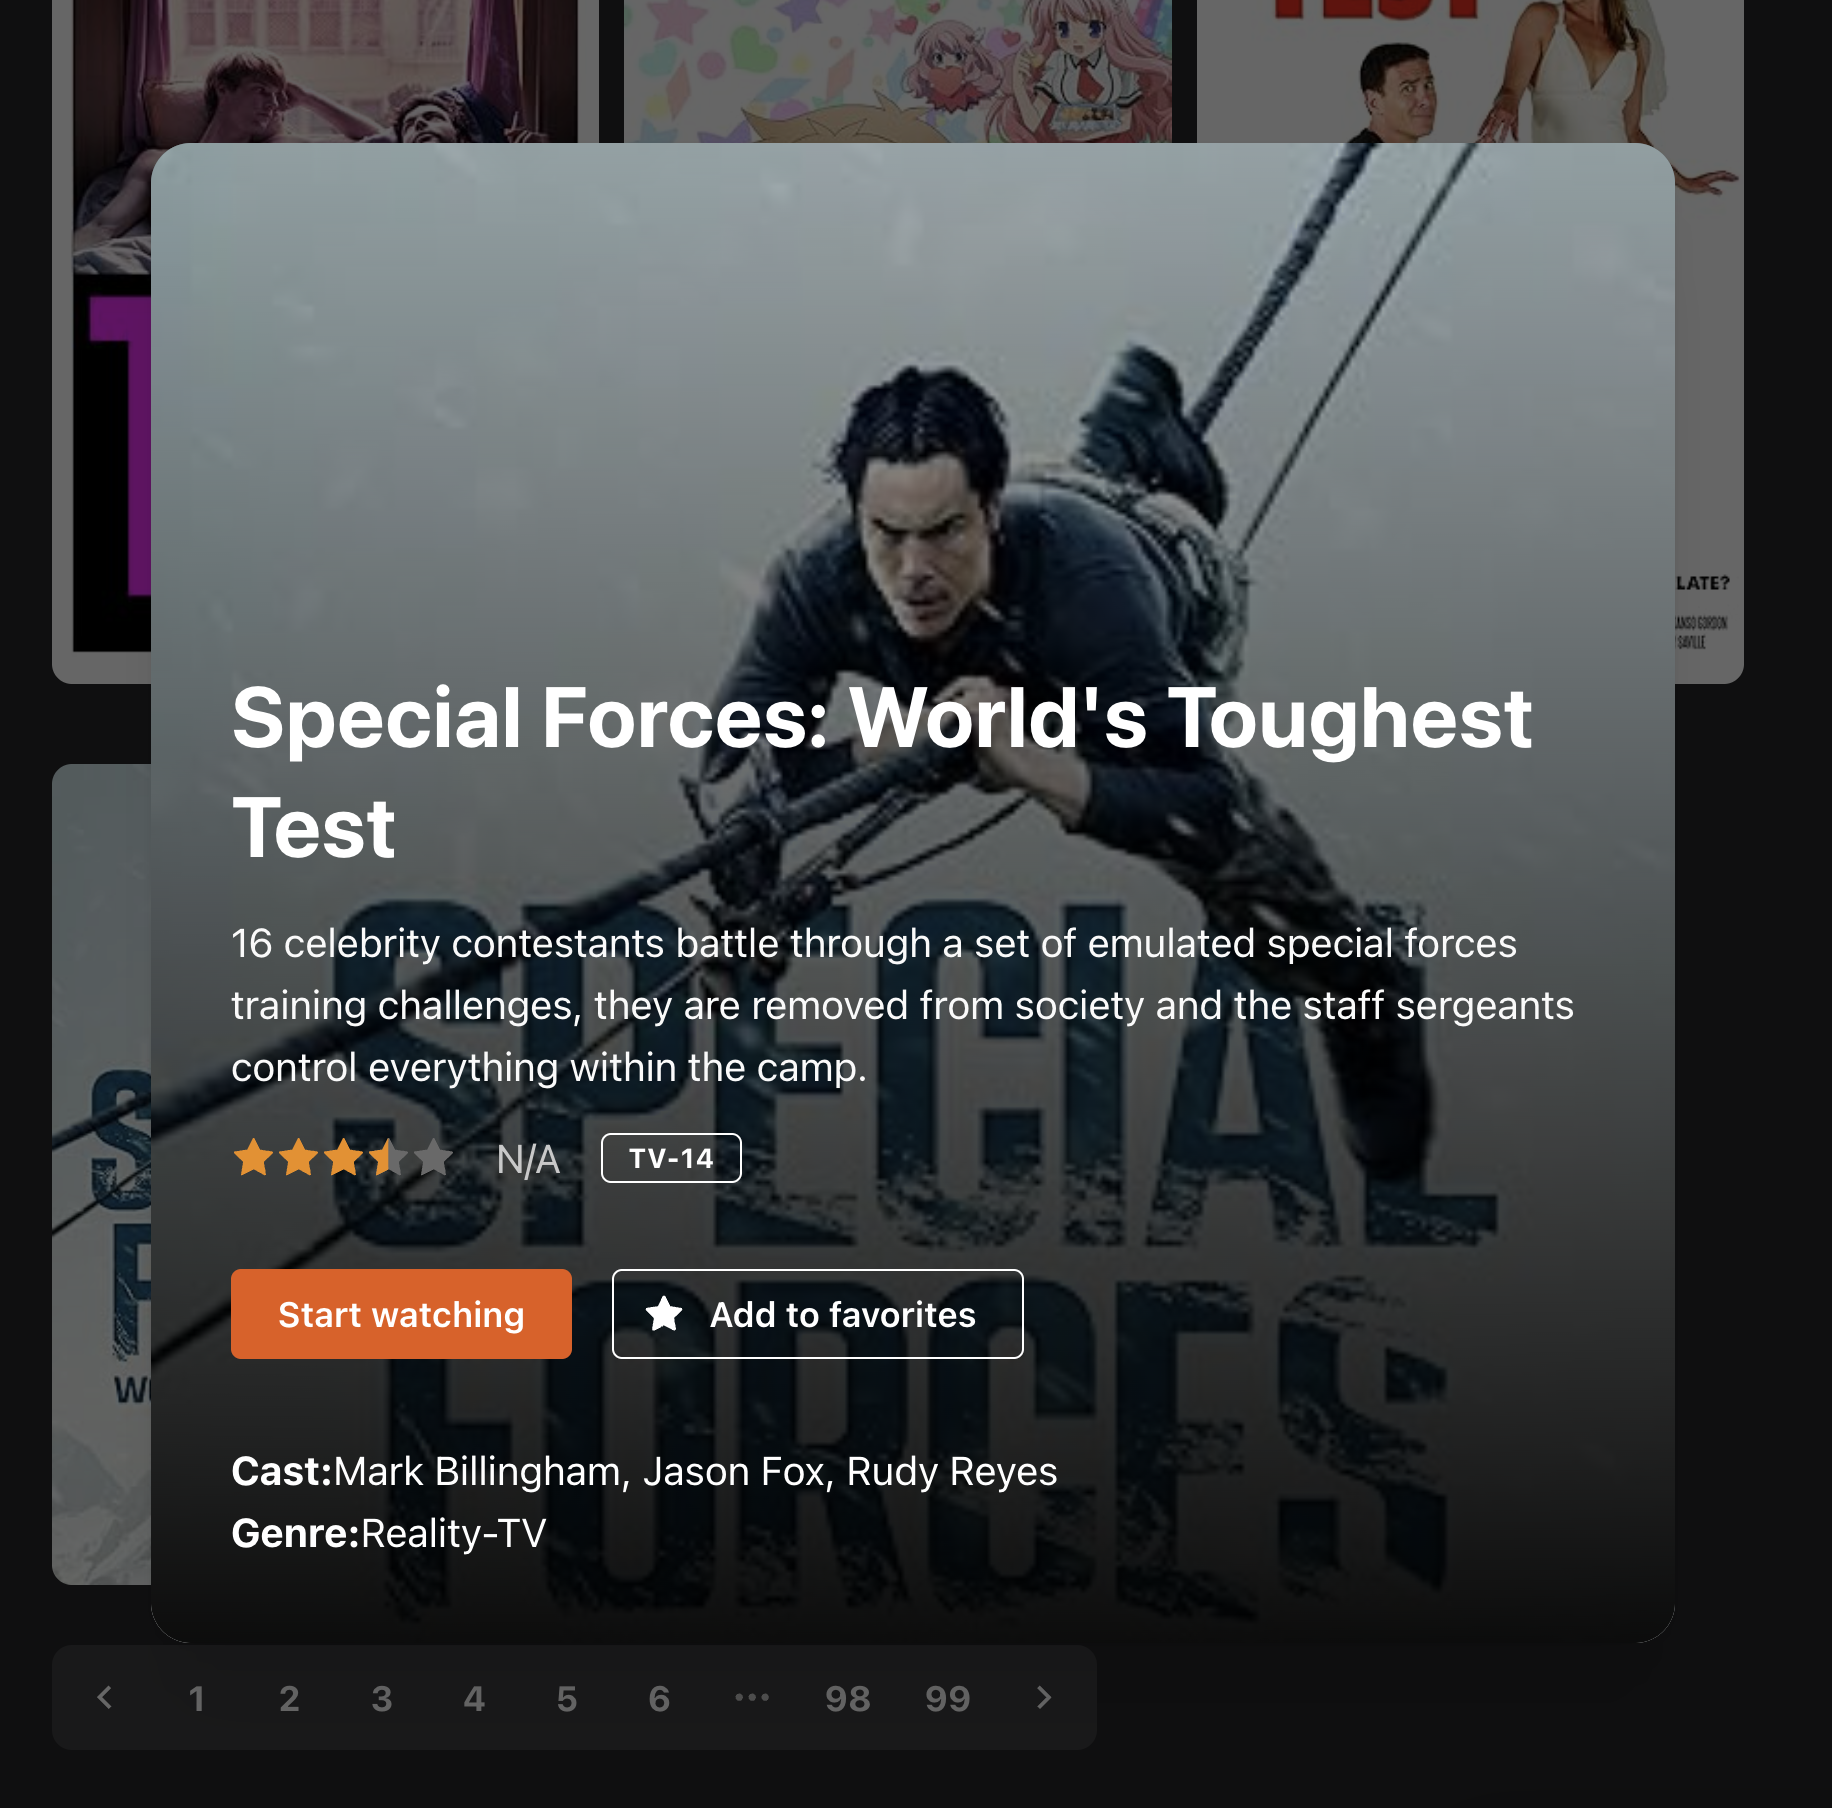 TEST
T
LATE?
SAVILLE
Special Forces: World's Toughest
Test
SPECIAL
16 celebrity contestants battle through a set of emulated special forces
training challenges, they are removed from society and the staff sergeants
control everything within the camp.
N/A TV-14
FORCES
Start watching Add to favorites
Cast:Mark Billingham, Jason Fox, Rudy Reyes
Genre:Reality-TV
S
F
1 2 3 4 5 6 ••• 98 99